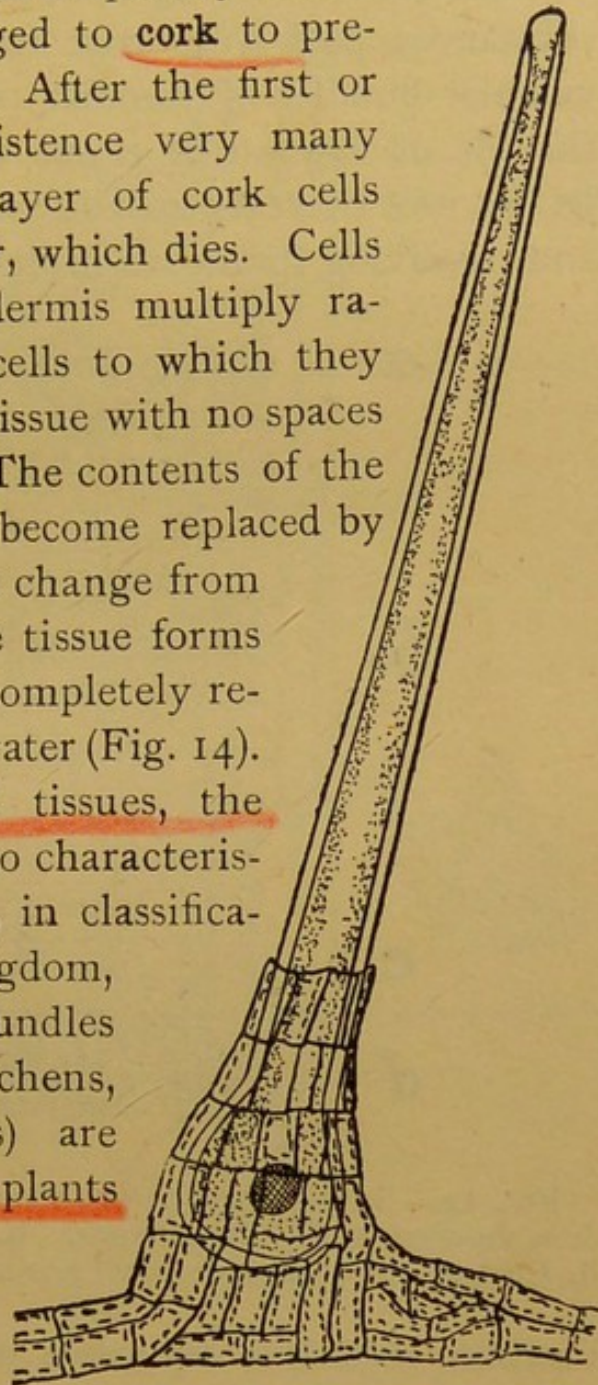 ged to cork to pre-
After the first or
istence very many
ayer of cork cells
, which dies. Cells
dermis multiply ra-
cells to which they
issue with no spaces
The contents of the
become replaced by
change from
e tissue forms
ompletely re-
ater (Fig. 14).
tissues, the
o characteris-
in classifica-
gdom,
undles
chens,
s) are
plants